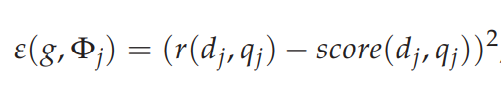 ε(g, Φⱼ) = (r(dⱼ, qⱼ) − score(dⱼ, qⱼ))²